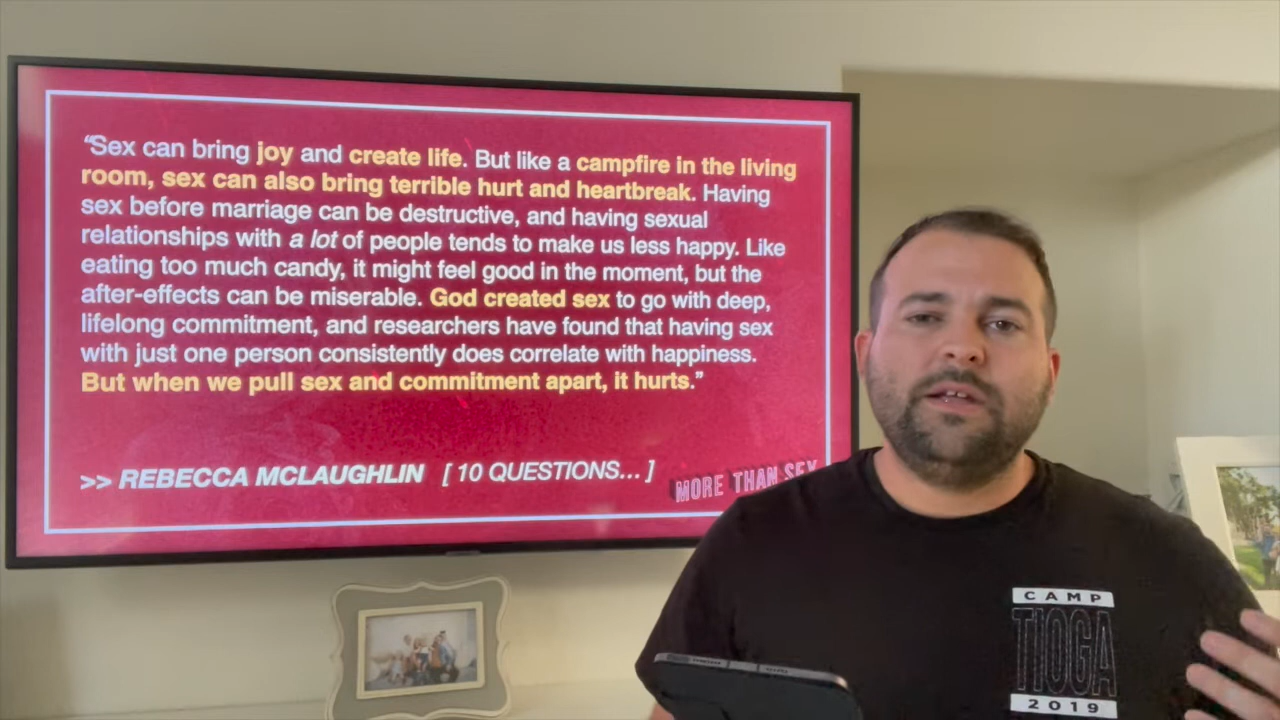 “Sex can bring joy and create life. But like a campfire in the living
room, sex can also bring terrible hurt and heartbreak. Having
sex before marriage can be destructive, and having sexual
relationships with a lot of people tends to make us less happy. Like
eating too much candy, it might feel good in the moment, but the
after-effects can be miserable. God created sex to go with deep,
lifelong commitment, and researchers have found that having sex
with just one person consistently does correlate with happiness.
But when we pull sex and commitment apart, it hurts.”
>> REBECCA MCLAUGHLIN [ 10 QUESTIONS... ]
MORE THAN SEX
CAMP
TIOGA
2019